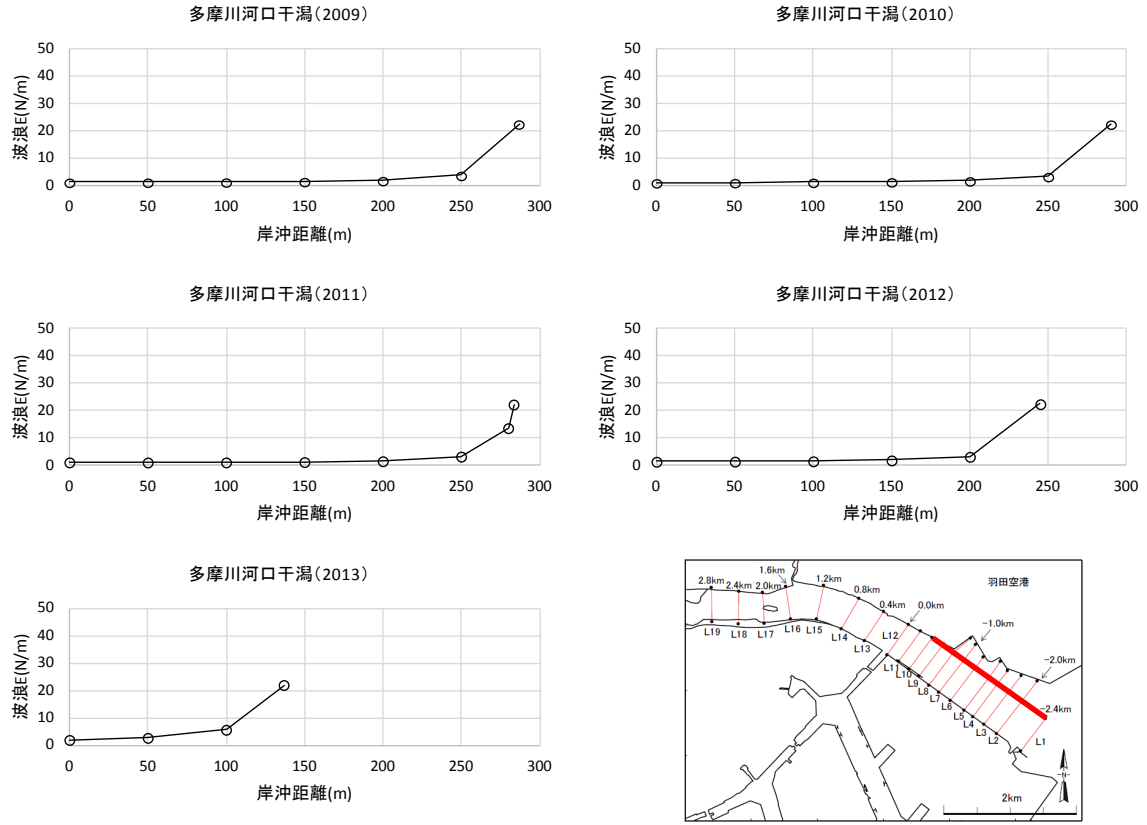 多摩川河口干潟(2009)
50
40
30
20
10
0
波浪E(N/m)
0 50 100 150 200 250 300
岸沖距離(m)
多摩川河口干潟(2010)
50
40
30
20
10
0
波浪E(N/m)
0 50 100 150 200 250 300
岸沖距離(m)
多摩川河口干潟(2011)
50
40
30
20
10
0
波浪E(N/m)
0 50 100 150 200 250 300
岸沖距離(m)
多摩川河口干潟(2012)
50
40
30
20
10
0
波浪E(N/m)
0 50 100 150 200 250 300
岸沖距離(m)
多摩川河口干潟(2013)
50
40
30
20
10
0
波浪E(N/m)
0 50 100 150 200 250 300
岸沖距離(m)
羽田空港
2.8km
2.4km
2.0km
1.6km
1.2km
0.8km
0.4km
0.0km
-1.0km
-2.0km
-2.4km
L19
L18
L17
L16
L15
L14
L13
L12
L11
L10
L9
L8
L7
L6
L5
L4
L3
L2
L1
N
2km